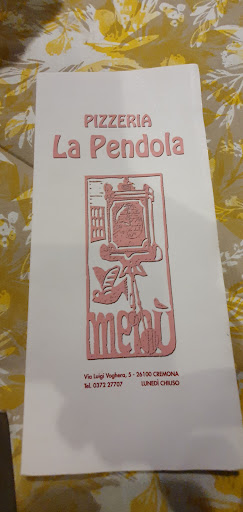 PIZZERIA
La Pendola
menù
Via Luigi Voghera, 5 - 26100 CREMONA
Tel. 0372 27707 LUNEDÌ CHIUSO